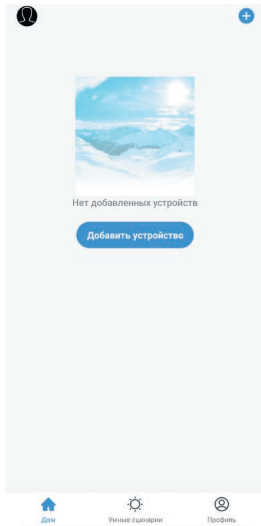 Нет добавленных устройств
Добавить устройство
Дом
Умные сценарии
Профиль